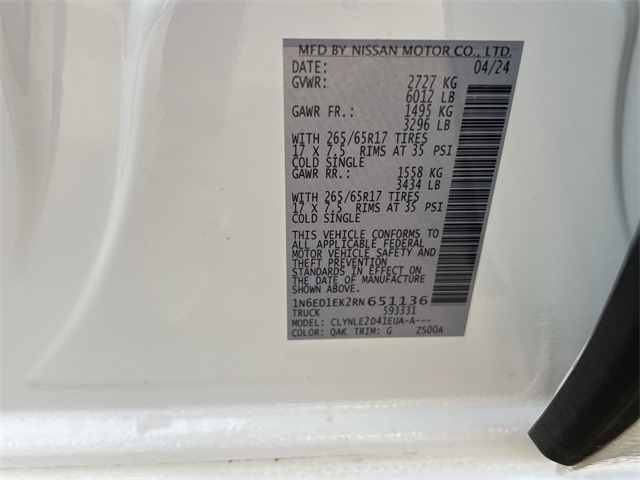 MFD BY NISSAN MOTOR CO., LTD.
DATE: 04/24
GVWR: 2727 KG
6012 LB
GAWR FR.: 1495 KG
3296 LB
WITH 265/65R17 TIRES
17 X 7.5 RIMS AT 35 PSI
COLD SINGLE
GAWR RR.: 1558 KG
3434 LB
WITH 265/65R17 TIRES
17 X 7.5 RIMS AT 35 PSI
COLD SINGLE
THIS VEHICLE CONFORMS TO
ALL APPLICABLE FEDERAL
MOTOR VEHICLE SAFETY AND
THEFT PREVENTION
STANDARDS IN EFFECT ON
THE DATE OF MANUFACTURE
SHOWN ABOVE.
1N6ED1EK2RN651136
TRUCK 593331
MODEL: CLYNLE2D41EUA-A---
COLOR: QAK TRIM: G ZS00A